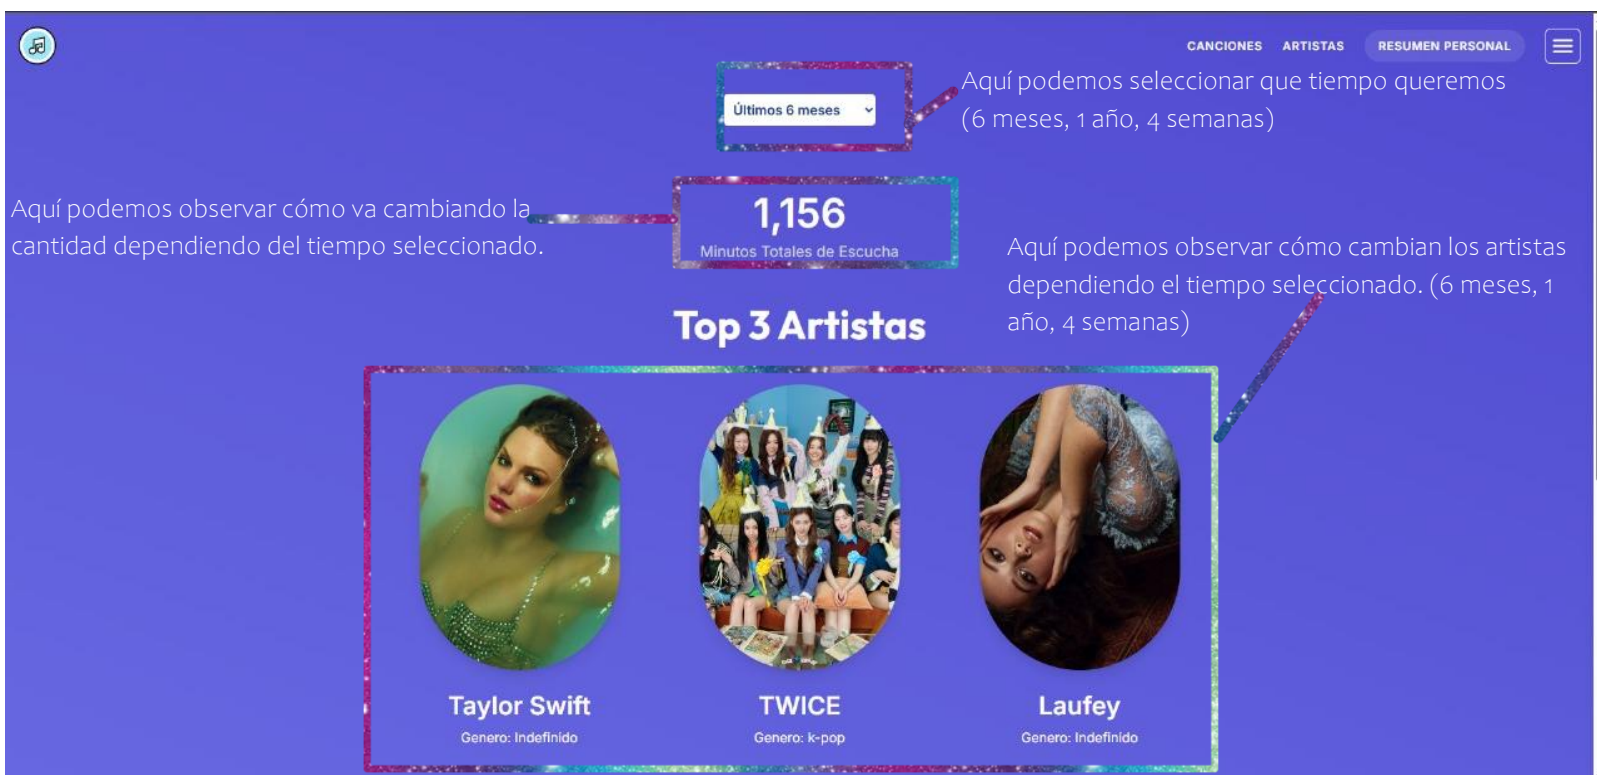 CANCIONES ARTISTAS RESUMEN PERSONAL
Aquí podemos seleccionar que tiempo queremos
(6 meses, 1 año, 4 semanas)
Últimos 6 meses
Aquí podemos observar cómo va cambiando la
cantidad dependiendo del tiempo seleccionado.
1,156
Minutos Totales de Escucha
Aquí podemos observar cómo cambian los artistas
dependiendo el tiempo seleccionado. (6 meses, 1
año, 4 semanas)
Top 3 Artistas
Taylor Swift
Genero: Indefinido
TWICE
Genero: k-pop
Laufey
Genero: Indefinido